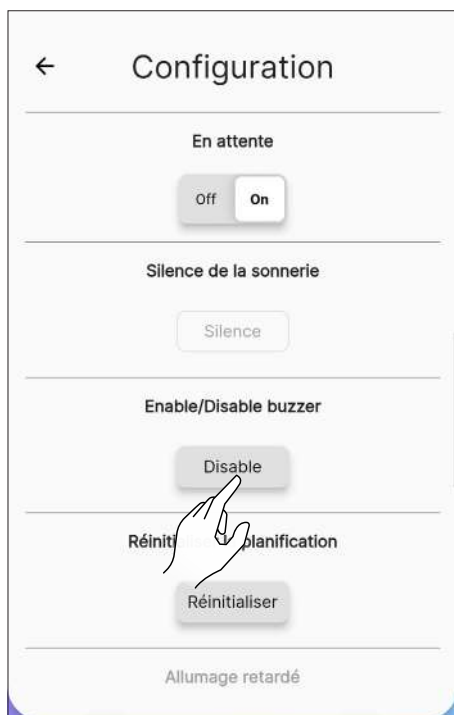 Configuration
En attente
Off On
Silence de la sonnerie
Silence
Enable/Disable buzzer
Disable
planification
Réinitialiser
Allumage retardé